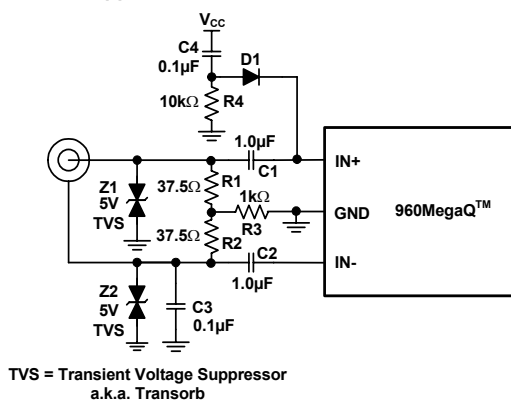 VCC
C4
0.1µF
D1
10kΩ
R4
1.0µF
C1
IN+
Z1
5V
TVS
37.5Ω
R1
1kΩ
R3
GND
960MegaQ™
37.5Ω
R2
C2
1.0µF
IN-
Z2
5V
TVS
C3
0.1µF
TVS = Transient Voltage Suppressor
a.k.a. Transorb